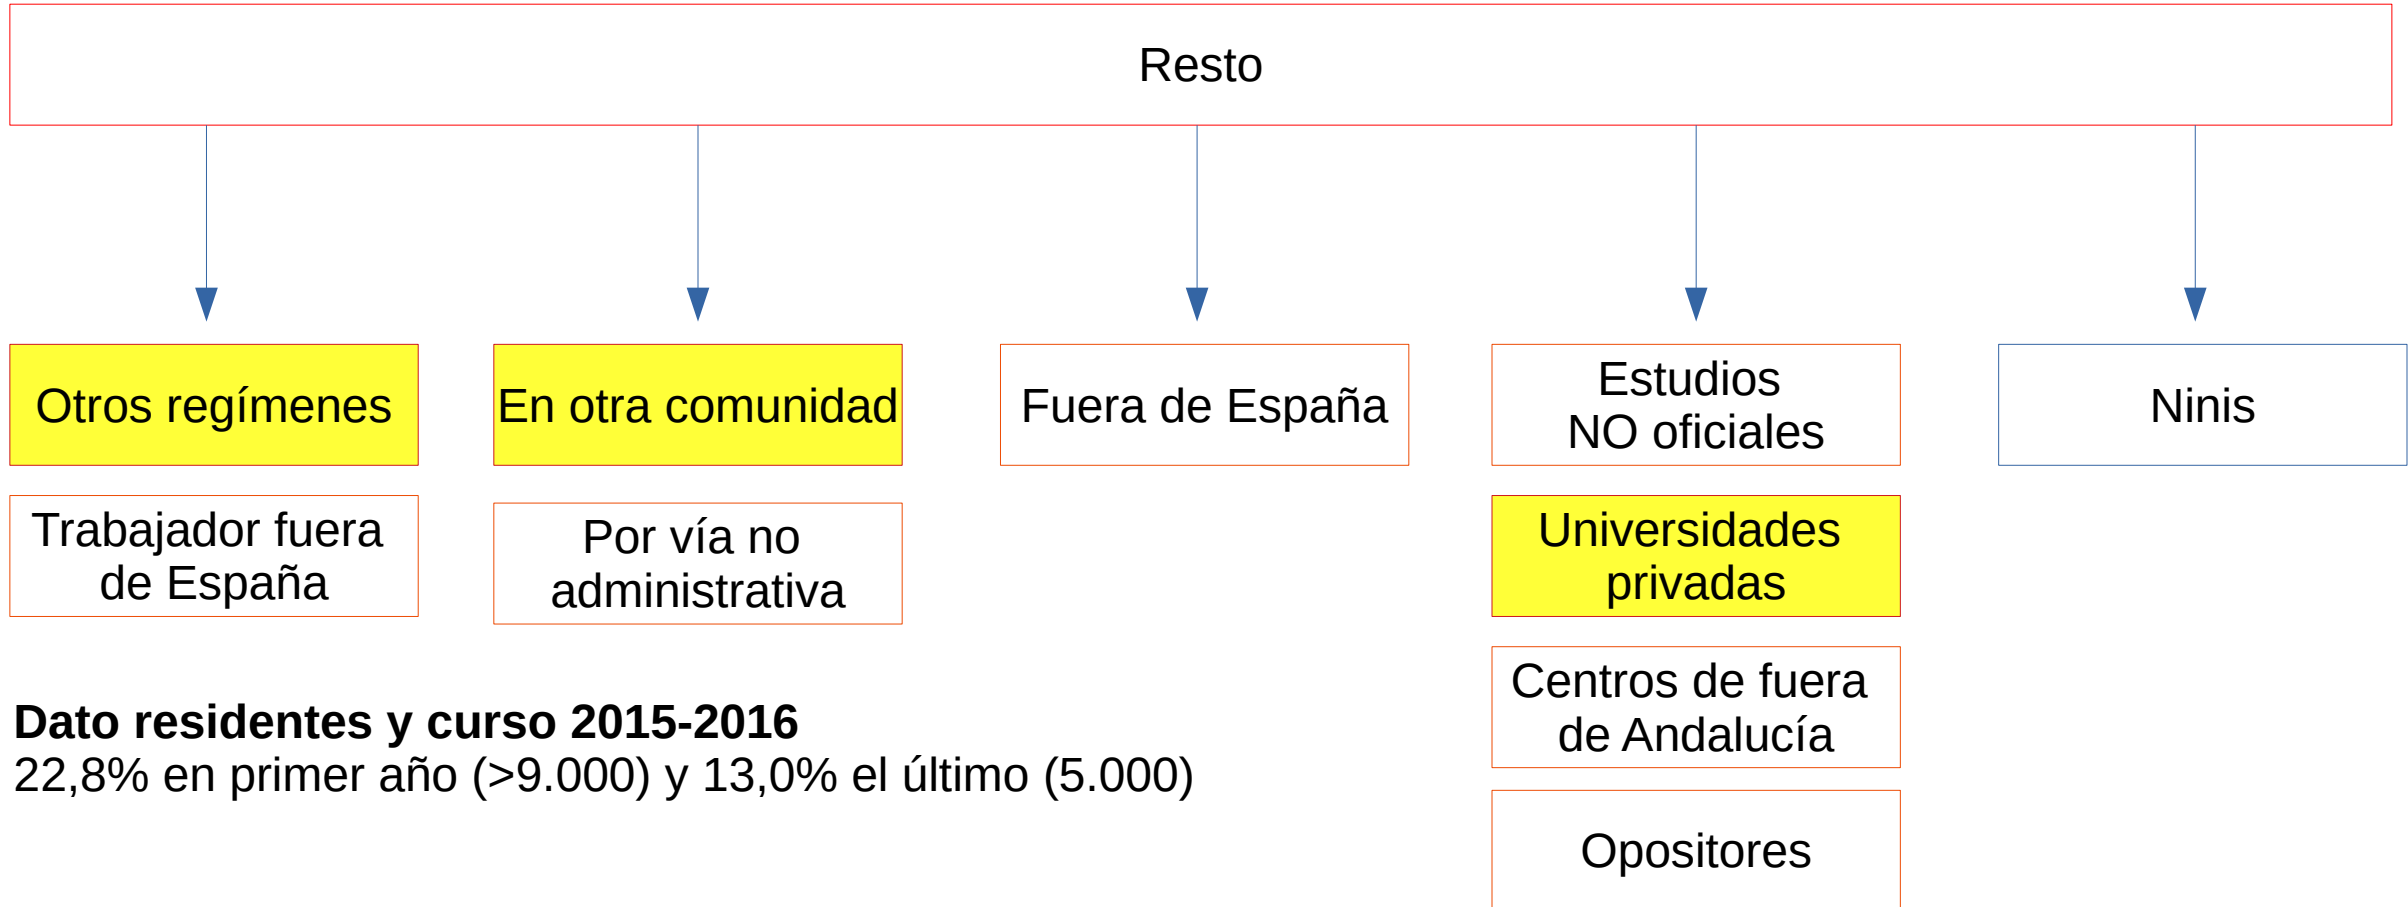 Resto
Otros regímenes
En otra comunidad
Fuera de España
Estudios
NO oficiales
Ninis
Trabajador fuera
de España
Por vía no
administrativa
Universidades
privadas
Centros de fuera
de Andalucía
Opositores
Dato residentes y curso 2015-2016
22,8% en primer año (>9.000) y 13,0% el último (5.000)